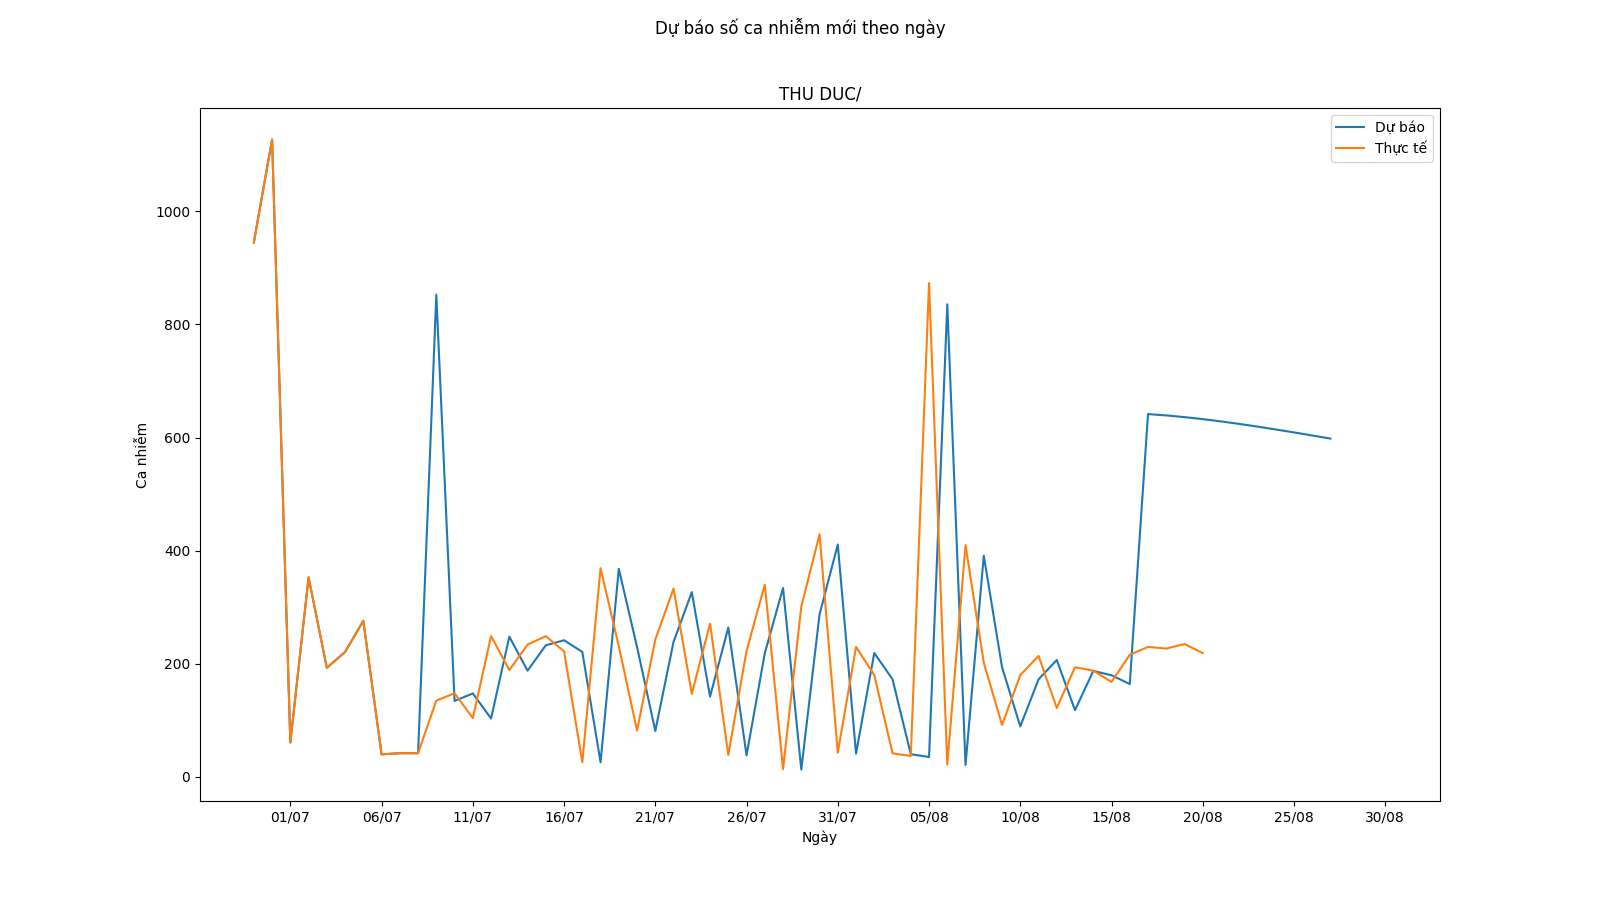 Dự báo số ca nhiễm mới theo ngày
THU DUC/
Dự báo
Thực tế
1000
800
600
400
200
0
Ca nhiễm
01/07 06/07 11/07 16/07 21/07 26/07 31/07 05/08 10/08 15/08 20/08 25/08 30/08
Ngày